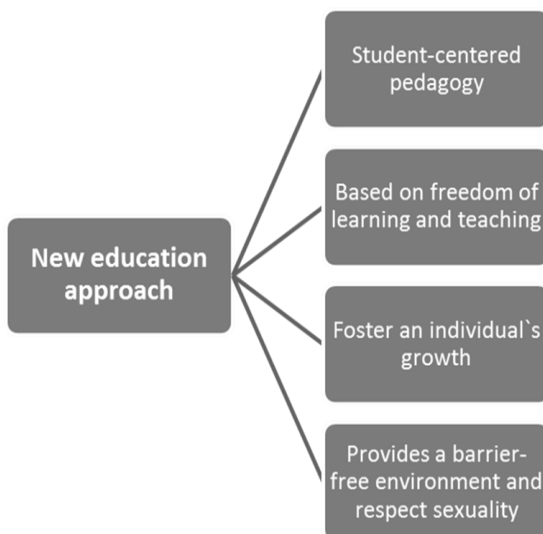 New education
approach
Student-centered
pedagogy
Based on freedom of
learning and teaching
Foster an individual`s
growth
Provides a barrier-
free environment and
respect sexuality